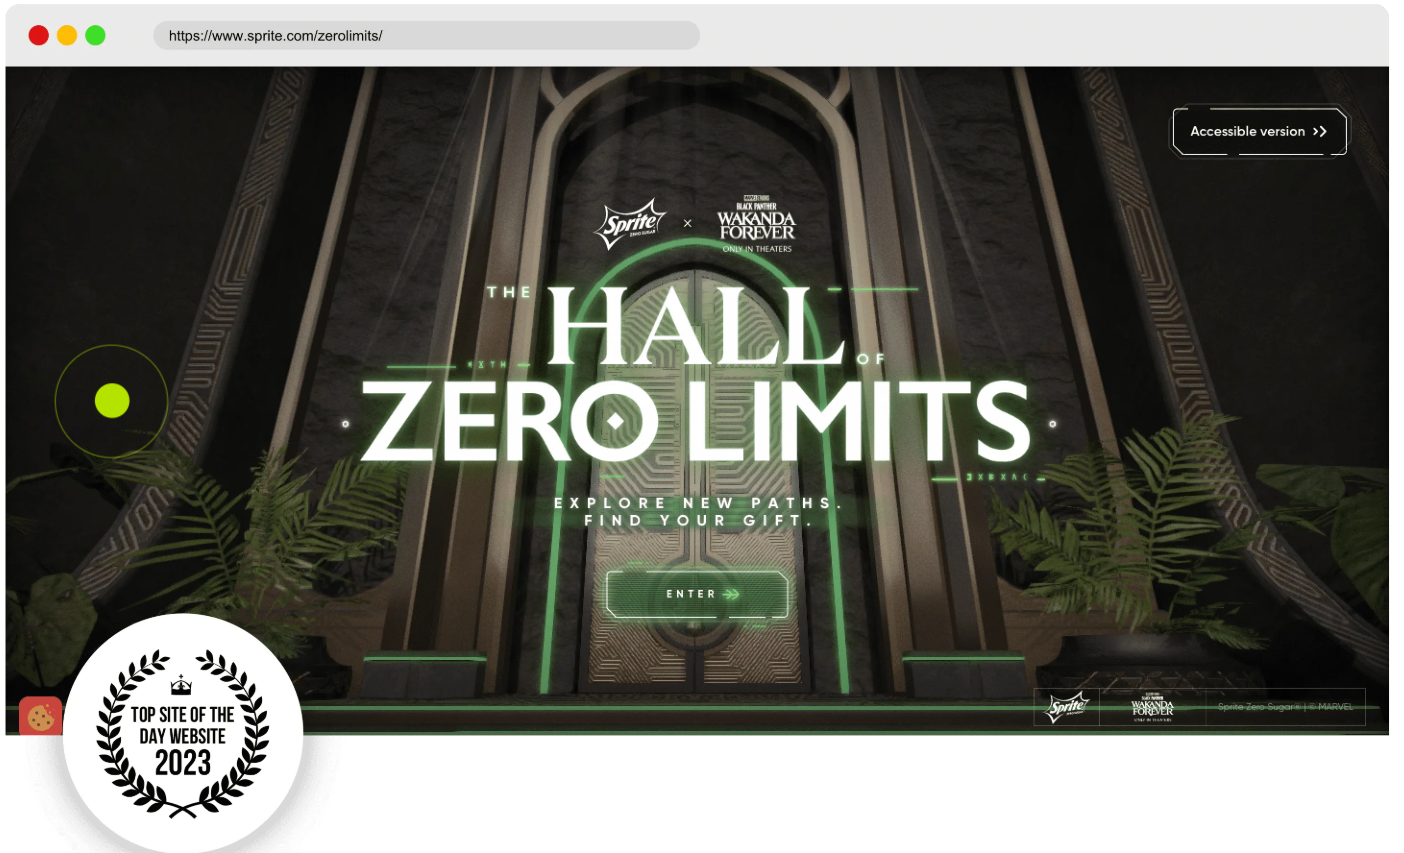 https://www.sprite.com/zerolimits/
Accessible version
Sprite
ZERO SUGAR
×
MARVEL STUDIOS
BLACK PANTHER
WAKANDA
FOREVER
ONLY IN THEATERS
THE HALL OF
ZERO LIMITS
EXPLORE NEW PATHS.
FIND YOUR GIFT.
ENTER
TOP SITE OF THE
DAY WEBSITE
2023
Sprite
BLACK PANTHER
WAKANDA
FOREVER
ONLY IN THEATERS
Sprite Zero Sugar® | © MARVEL